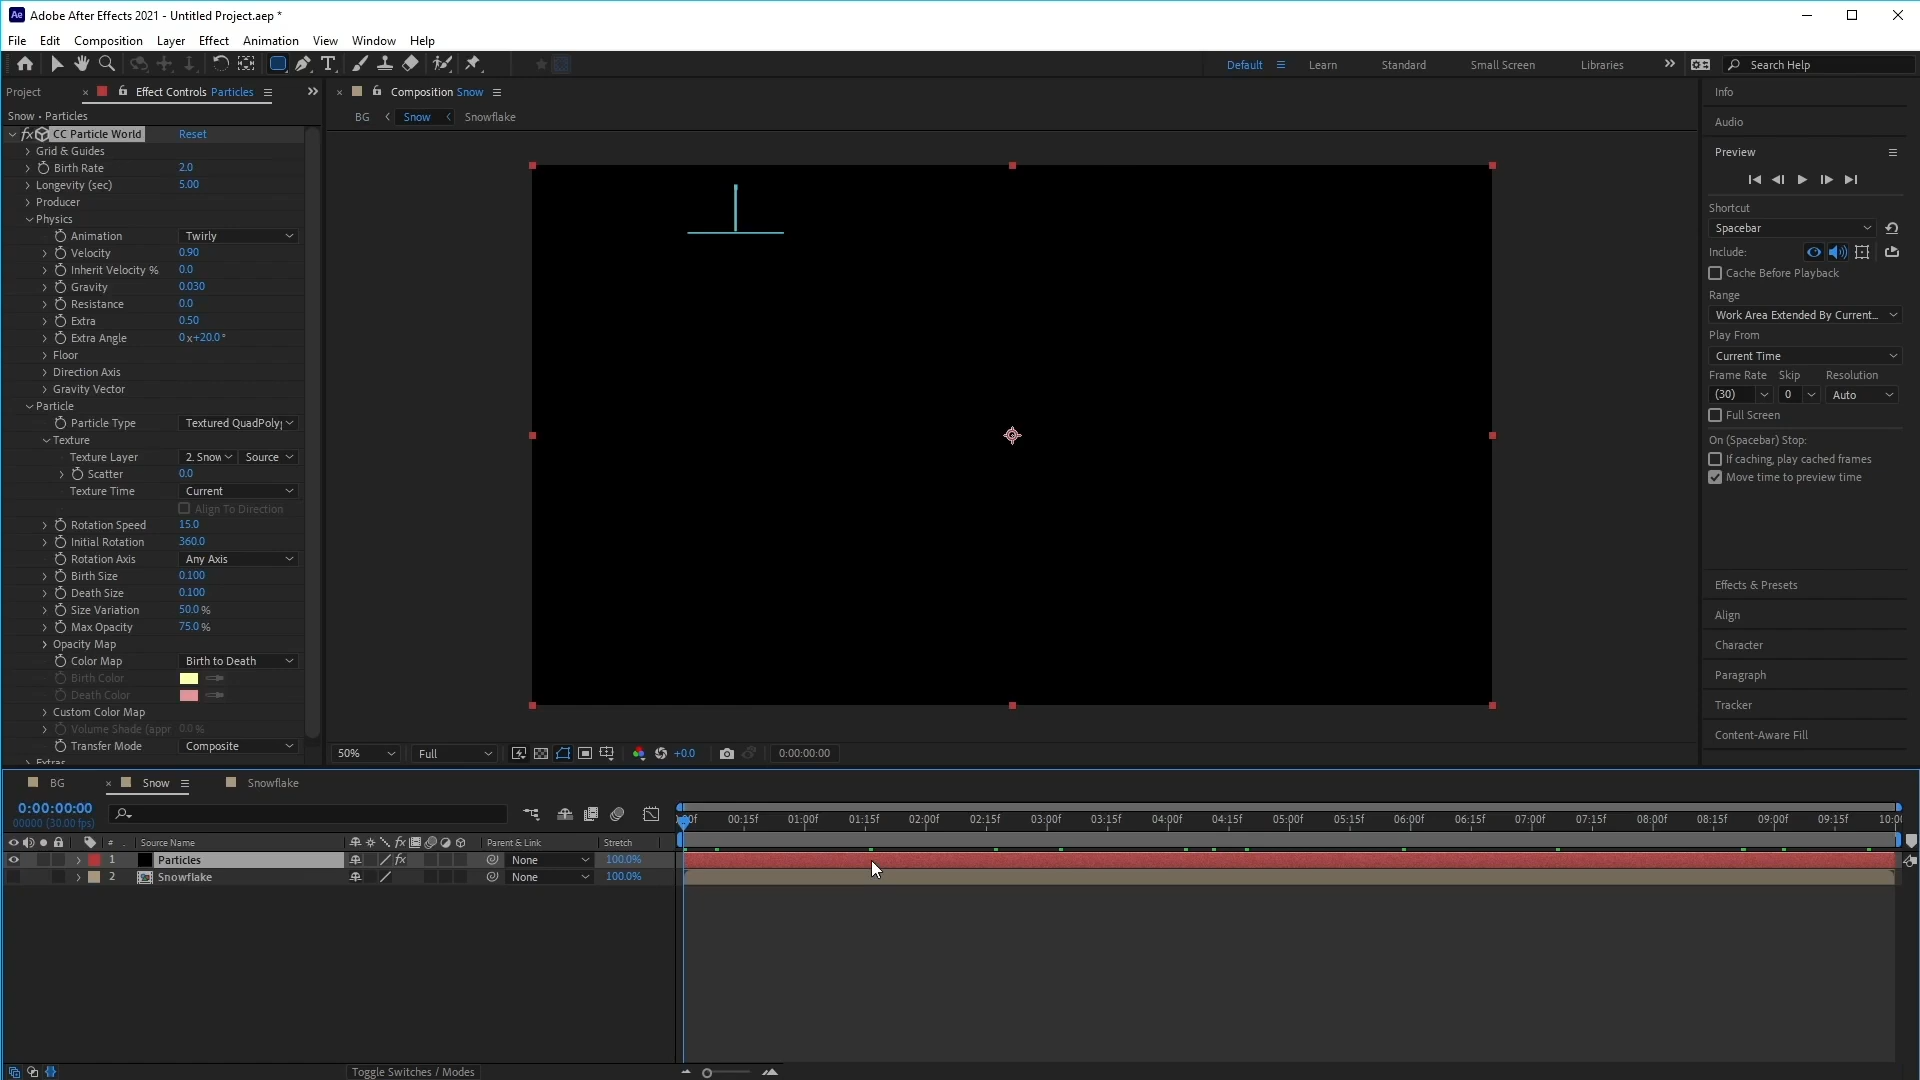 Ae Adobe After Effects 2021 - Untitled Project.aep *
File Edit Composition Layer Effect Animation View Window Help
Default Learn Standard Small Screen Libraries Search Help
Project Effect Controls Particles
Composition Snow
Snow • Particles
BG Snow Snowflake
fx CC Particle World Reset
Grid & Guides
Birth Rate 2.0
Longevity (sec) 5.00
Producer
Physics
Animation Twirly
Velocity 0.90
Inherit Velocity % 0.0
Gravity 0.030
Resistance 0.0
Extra 0.50
Extra Angle 0 x+20.0°
Floor
Direction Axis
Gravity Vector
Particle
Particle Type Textured QuadPoly
Texture
Texture Layer 2. Snow Source
Scatter 0.0
Texture Time Current
Align To Direction
Rotation Speed 15.0
Initial Rotation 360.0
Rotation Axis Any Axis
Birth Size 0.100
Death Size 0.100
Size Variation 50.0 %
Max Opacity 75.0 %
Opacity Map
Color Map Birth to Death
Birth Color
Death Color
Custom Color Map
Volume Shade (appr 0.0 %
Transfer Mode Composite
Extras
50% Full +0.0 0:00:00:00
Info
Audio
Preview
Shortcut
Spacebar
Include:
Cache Before Playback
Range
Work Area Extended By Current...
Play From
Current Time
Frame Rate Skip Resolution
(30) 0 Auto
Full Screen
On (Spacebar) Stop:
If caching, play cached frames
Move time to preview time
Effects & Presets
Align
Character
Paragraph
Tracker
Content-Aware Fill
BG Snow Snowflake
0:00:00:00
00000 (30.00 fps)
:00f 00:15f 01:00f 01:15f 02:00f 02:15f 03:00f 03:15f 04:00f 04:15f 05:00f 05:15f 06:00f 06:15f 07:00f 07:15f 08:00f 08:15f 09:00f 09:15f 10:0
# Source Name fx Parent & Link Stretch
1 Particles fx None 100.0%
2 Snowflake None 100.0%
Toggle Switches / Modes